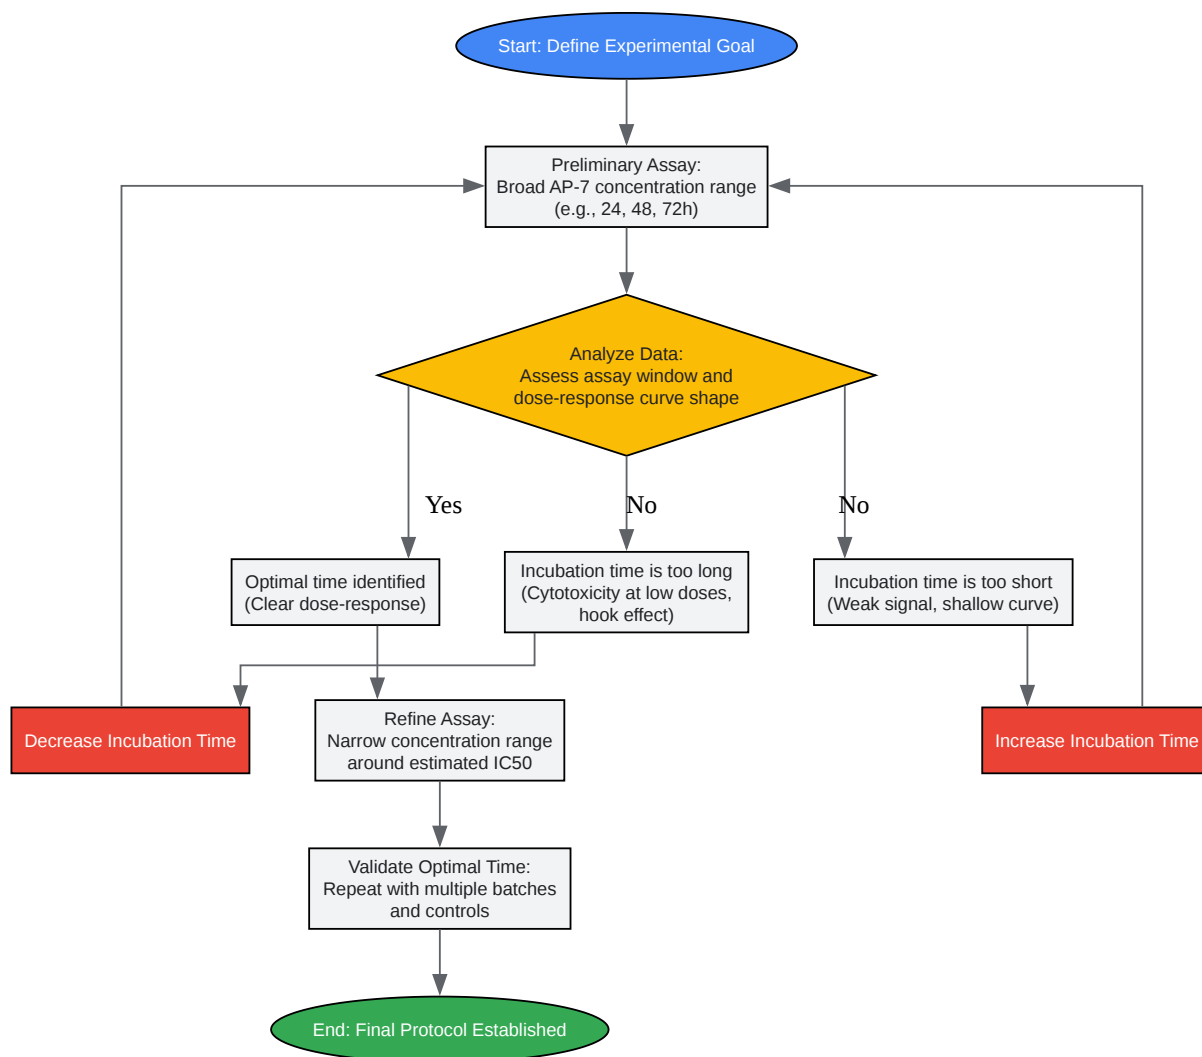 Start: Define Experimental Goal
Preliminary Assay:
Broad AP-7 concentration range
(e.g., 24, 48, 72h)
Analyze Data:
Assess assay window and
dose-response curve shape
Yes
No
No
Optimal time identified
(Clear dose-response)
Incubation time is too long
(Cytotoxicity at low doses,
hook effect)
Incubation time is too short
(Weak signal, shallow curve)
Decrease Incubation Time
Refine Assay:
Narrow concentration range
around estimated IC50
Increase Incubation Time
Validate Optimal Time:
Repeat with multiple batches
and controls
End: Final Protocol Established